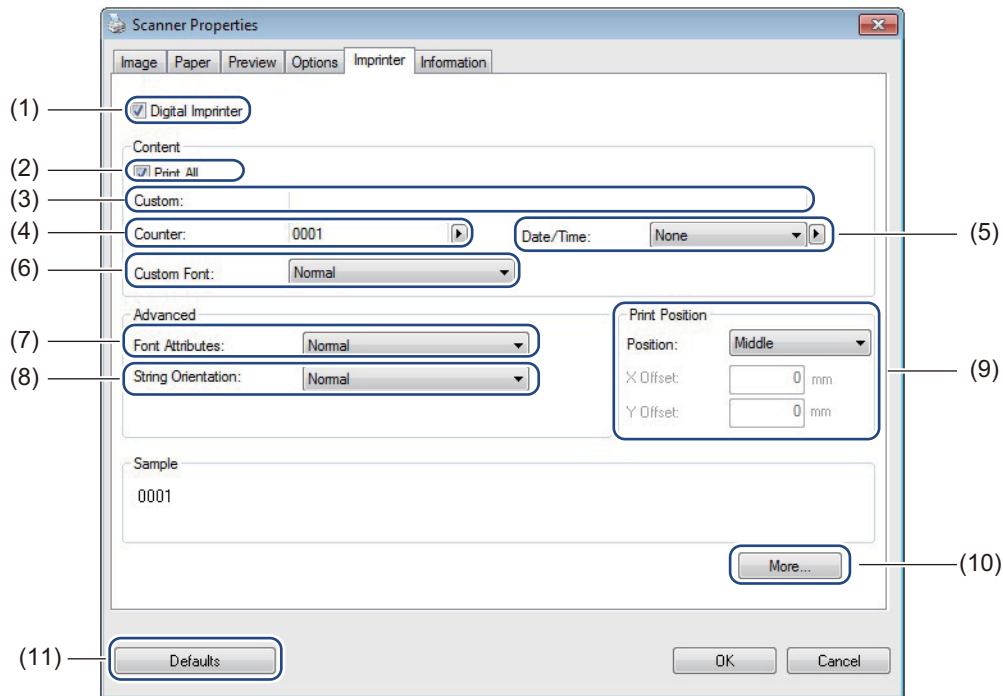 Scanner Properties
Image Paper Preview Options Imprinter Information
(1) Digital Imprinter
Content
(2) Print All
(3) Custom:
(4) Counter: 0001 Date/Time: None (5)
(6) Custom Font: Normal
Advanced Print Position
(7) Font Attributes: Normal Position: Middle
(8) String Orientation: Normal X Offset: 0 mm (9)
Y Offset: 0 mm
Sample
0001
More... (10)
(11) Defaults OK Cancel